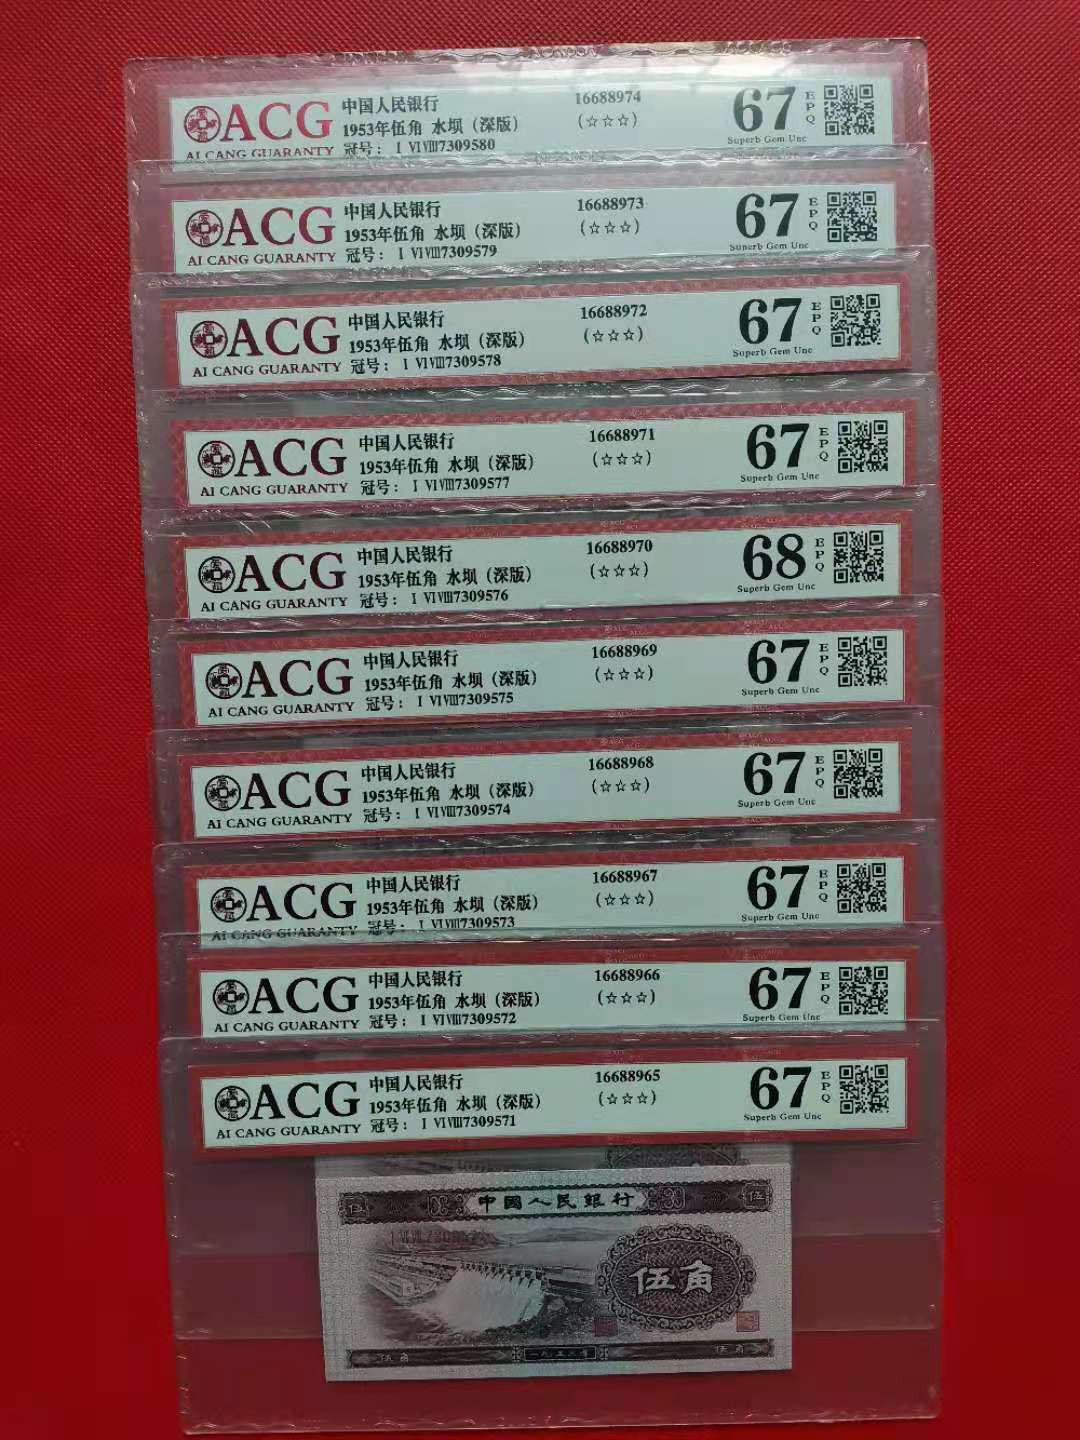 ACG
AI CANG GUARANTY
中国人民银行
1953年伍角 水坝（深版）
冠号： Ⅰ Ⅵ Ⅷ 7309580
16688974
(☆☆☆)
67 EPQ
Superb Gem Unc
ACG
AI CANG GUARANTY
中国人民银行
1953年伍角 水坝（深版）
冠号： Ⅰ Ⅵ Ⅷ 7309579
16688973
(☆☆☆)
67 EPQ
Superb Gem Unc
ACG
AI CANG GUARANTY
中国人民银行
1953年伍角 水坝（深版）
冠号： Ⅰ Ⅵ Ⅷ 7309578
16688972
(☆☆☆)
67 EPQ
Superb Gem Unc
ACG
AI CANG GUARANTY
中国人民银行
1953年伍角 水坝（深版）
冠号： Ⅰ Ⅵ Ⅷ 7309577
16688971
(☆☆☆)
67 EPQ
Superb Gem Unc
ACG
AI CANG GUARANTY
中国人民银行
1953年伍角 水坝（深版）
冠号： Ⅰ Ⅵ Ⅷ 7309576
16688970
(☆☆☆)
68 EPQ
Superb Gem Unc
ACG
AI CANG GUARANTY
中国人民银行
1953年伍角 水坝（深版）
冠号： Ⅰ Ⅵ Ⅷ 7309575
16688969
(☆☆☆)
67 EPQ
Superb Gem Unc
ACG
AI CANG GUARANTY
中国人民银行
1953年伍角 水坝（深版）
冠号： Ⅰ Ⅵ Ⅷ 7309574
16688968
(☆☆☆)
67 EPQ
Superb Gem Unc
ACG
AI CANG GUARANTY
中国人民银行
1953年伍角 水坝（深版）
冠号： Ⅰ Ⅵ Ⅷ 7309573
16688967
(☆☆☆)
67 EPQ
Superb Gem Unc
ACG
AI CANG GUARANTY
中国人民银行
1953年伍角 水坝（深版）
冠号： Ⅰ Ⅵ Ⅷ 7309572
16688966
(☆☆☆)
67 EPQ
Superb Gem Unc
ACG
AI CANG GUARANTY
中国人民银行
1953年伍角 水坝（深版）
冠号： Ⅰ Ⅵ Ⅷ 7309571
16688965
(☆☆☆)
67 EPQ
Superb Gem Unc
伍 中國人民銀行 伍
伍角
伍角 一九五三年 伍角